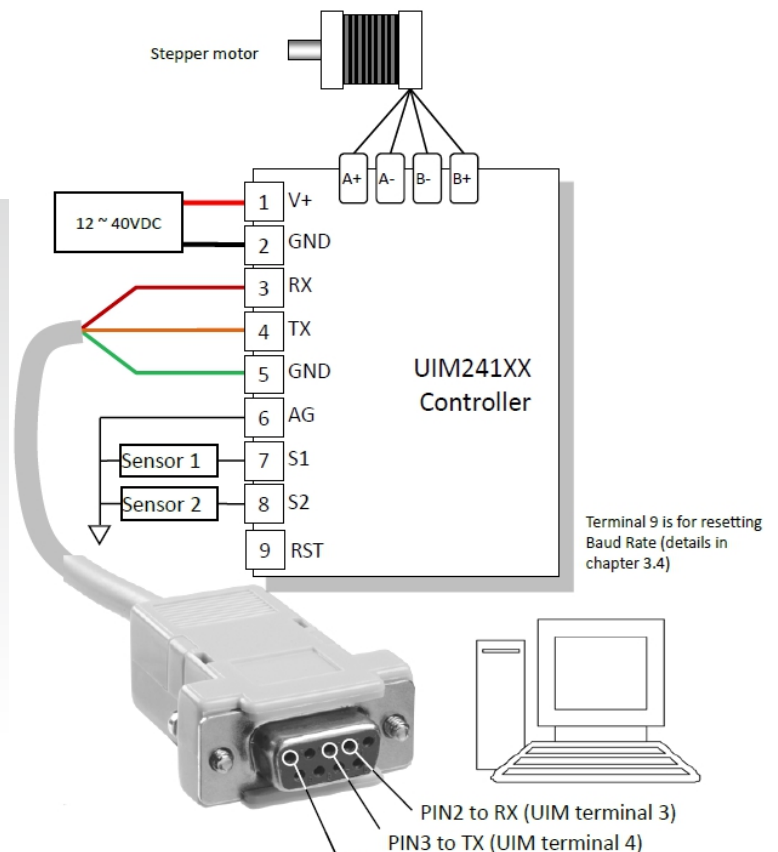 Stepper motor
A+ A- B- B+
12 ~ 40VDC
1 V+
2 GND
3 RX
4 TX
5 GND
6 AG
Sensor 1 7 S1
Sensor 2 8 S2
9 RST
UIM241XX
Controller
Terminal 9 is for resetting
Baud Rate (details in
chapter 3.4)
PIN2 to RX (UIM terminal 3)
PIN3 to TX (UIM terminal 4)